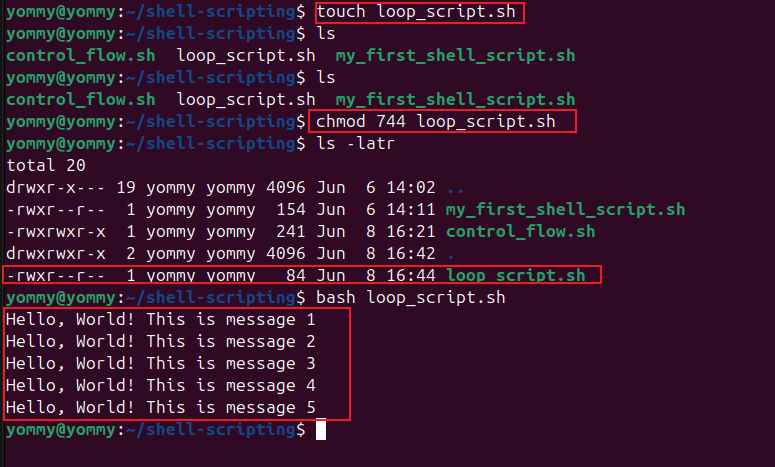 yommy@yommy:~/shell-scripting$ touch loop_script.sh
yommy@yommy:~/shell-scripting$ ls
control_flow.sh  loop_script.sh  my_first_shell_script.sh
yommy@yommy:~/shell-scripting$ ls
control_flow.sh  loop_script.sh  my_first_shell_script.sh
yommy@yommy:~/shell-scripting$ chmod 744 loop_script.sh
yommy@yommy:~/shell-scripting$ ls -latr
total 20
drwxr-x--- 19 yommy yommy 4096 Jun  6 14:02 ..
-rwxr--r--  1 yommy yommy  154 Jun  6 14:11 my_first_shell_script.sh
-rwxrwxr-x  1 yommy yommy  241 Jun  8 16:21 control_flow.sh
drwxrwxr-x  2 yommy yommy 4096 Jun  8 16:42 .
-rwxr--r--  1 yommy yommy   84 Jun  8 16:44 loop_script.sh
yommy@yommy:~/shell-scripting$ bash loop_script.sh
Hello, World! This is message 1
Hello, World! This is message 2
Hello, World! This is message 3
Hello, World! This is message 4
Hello, World! This is message 5
yommy@yommy:~/shell-scripting$